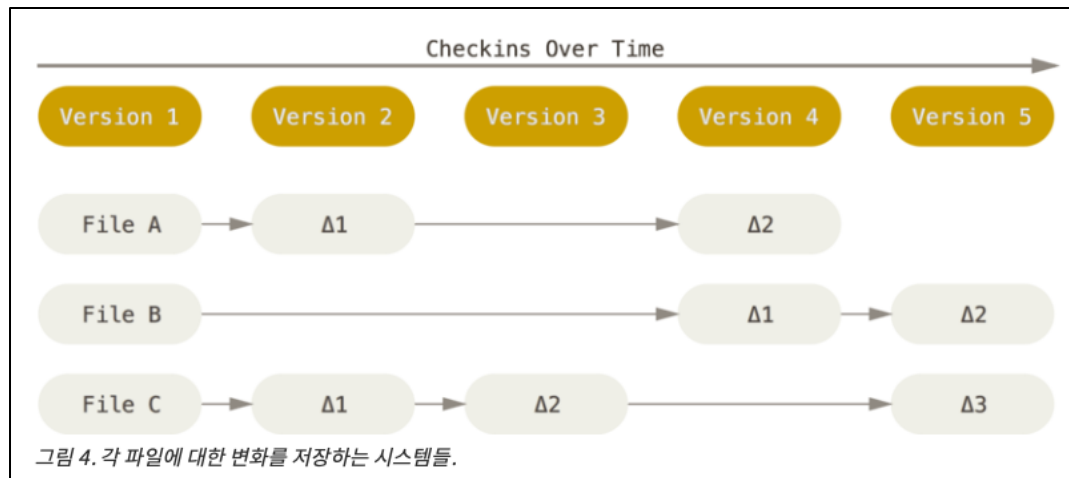 Checkins Over Time
Version 1 Version 2 Version 3 Version 4 Version 5
File A Δ1 Δ2
File B Δ1 Δ2
File C Δ1 Δ2 Δ3
그림 4. 각 파일에 대한 변화를 저장하는 시스템들.